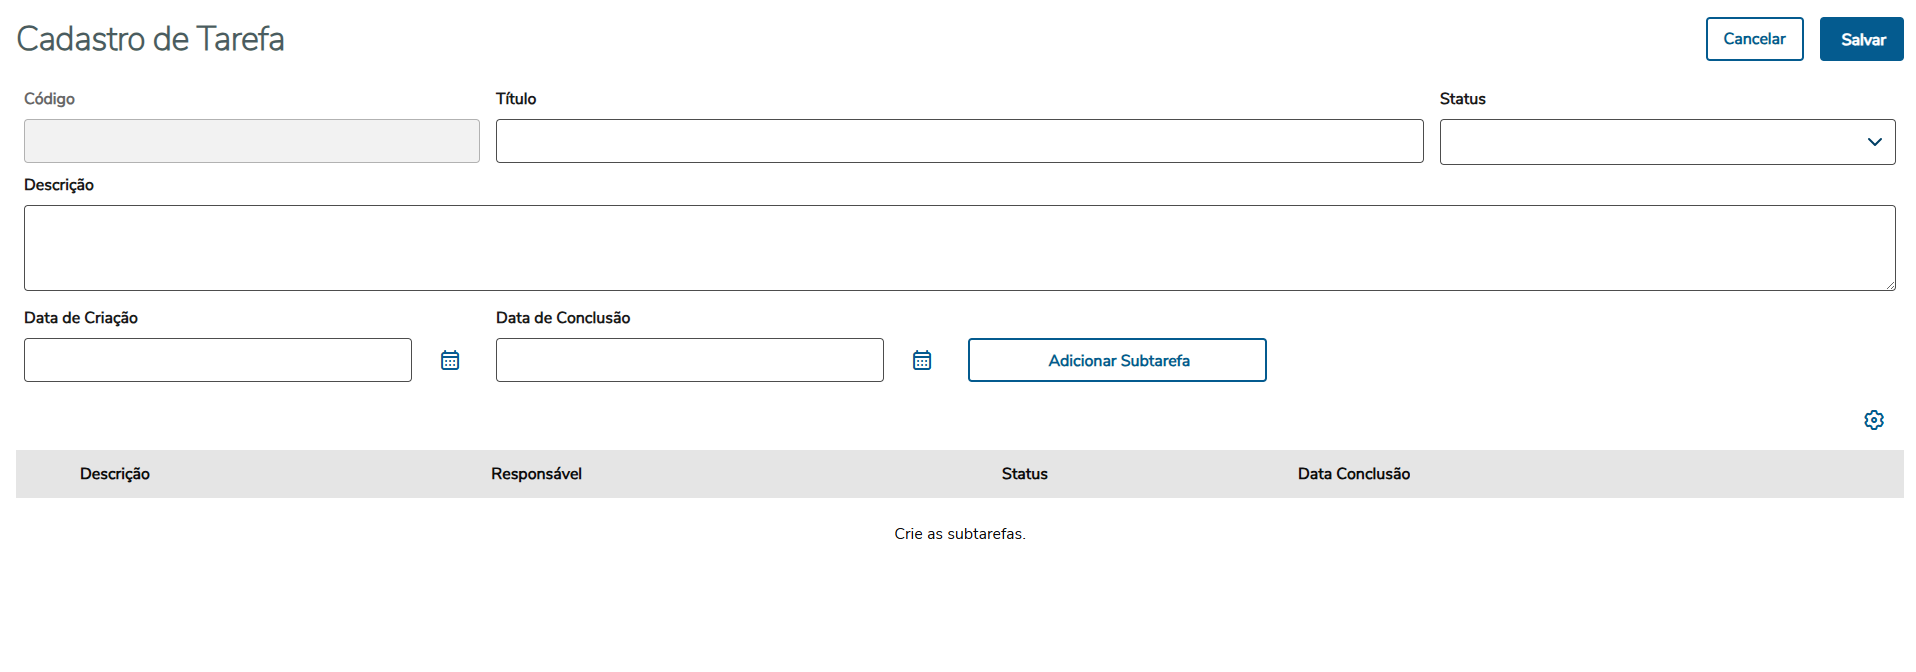 Cadastro de Tarefa
Cancelar
Salvar
Código
Título
Status
Descrição
Data de Criação
Data de Conclusão
Adicionar Subtarefa
Descrição
Responsável
Status
Data Conclusão
Crie as subtarefas.